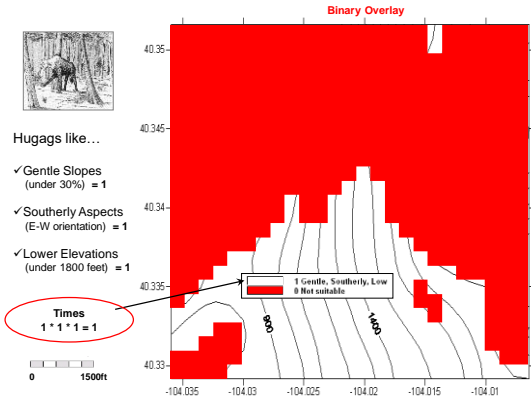 Binary Overlay
Hugags like…
✓Gentle Slopes
(under 30%) = 1
✓Southerly Aspects
(E-W orientation) = 1
✓Lower Elevations
(under 1800 feet) = 1
Times
1 * 1 * 1 = 1
0 1500ft
40.35
40.345
40.34
40.335
40.33
1 Gentle, Southerly, Low
0 Not suitable
900
1400
-104.035 -104.03 -104.025 -104.02 -104.015 -104.01